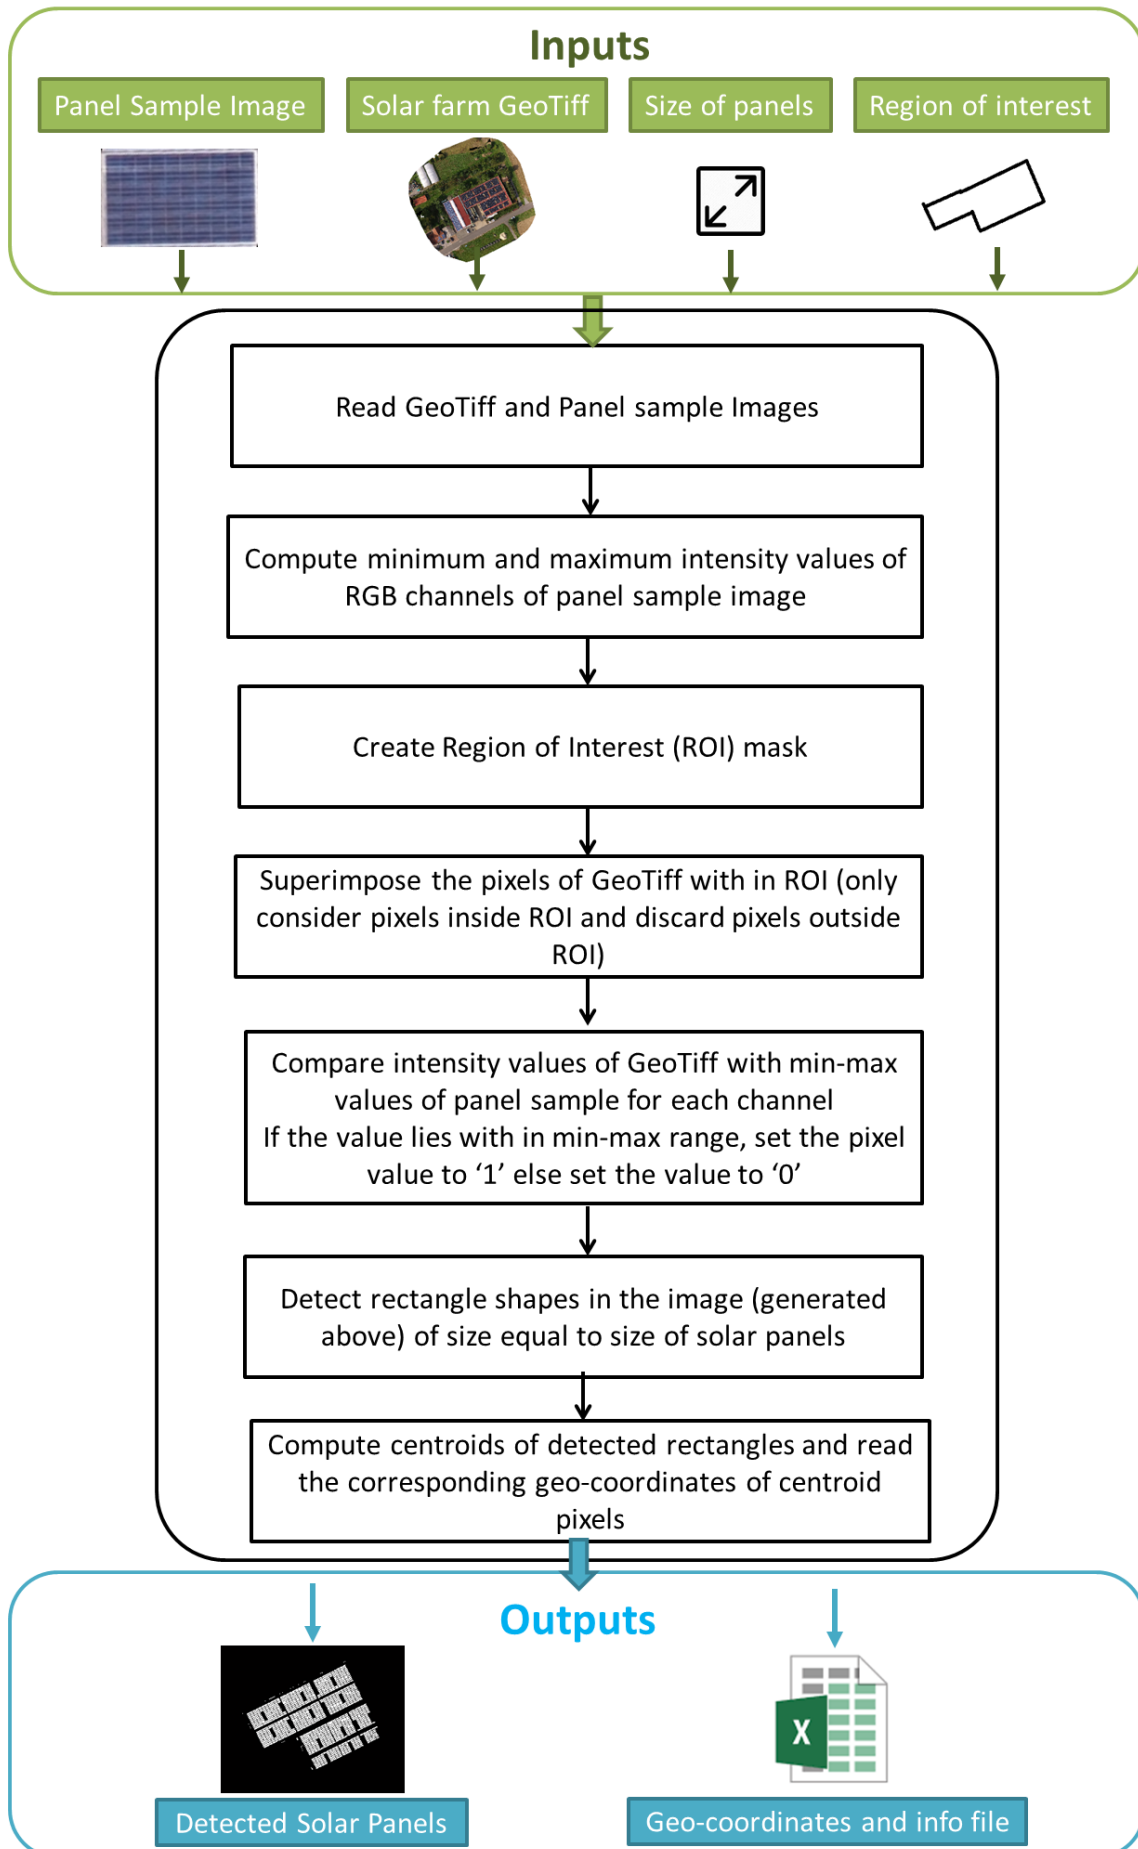 Inputs
Panel Sample Image
Solar farm GeoTiff
Size of panels
Region of interest
Read GeoTiff and Panel sample Images
Compute minimum and maximum intensity values of
RGB channels of panel sample image
Create Region of Interest (ROI) mask
Superimpose the pixels of GeoTiff with in ROI (only
consider pixels inside ROI and discard pixels outside
ROI)
Compare intensity values of GeoTiff with min-max
values of panel sample for each channel
If the value lies with in min-max range, set the pixel
value to ‘1’ else set the value to ‘0’
Detect rectangle shapes in the image (generated
above) of size equal to size of solar panels
Compute centroids of detected rectangles and read
the corresponding geo-coordinates of centroid
pixels
Outputs
X
Detected Solar Panels
Geo-coordinates and info file